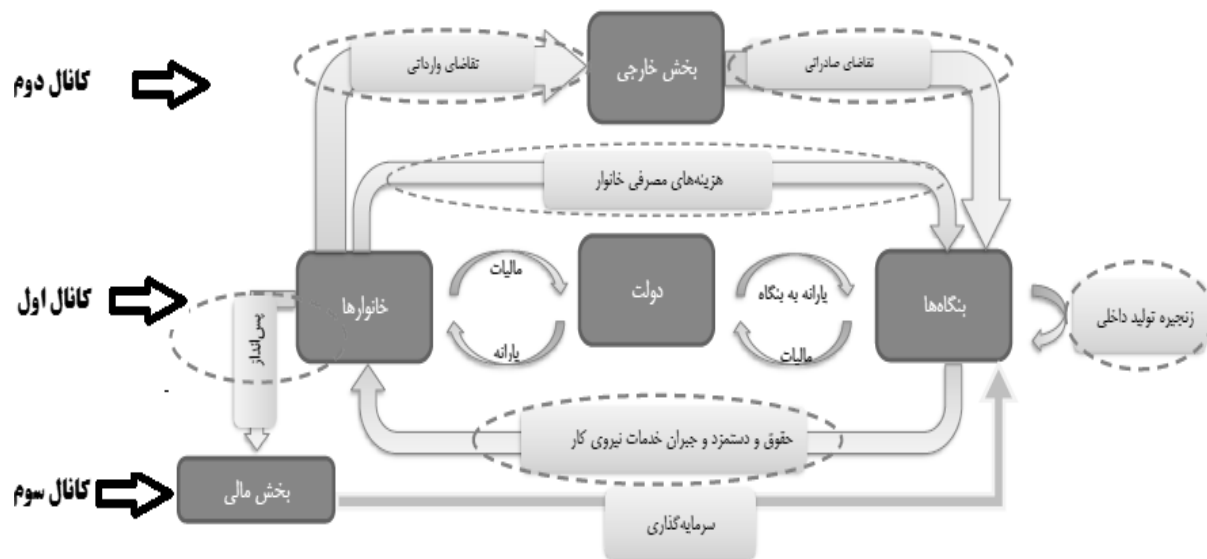 کانال دوم
تقاضای وارداتی
بخش خارجی
تقاضای صادراتی
هزینه‌های مصرفی خانوار
کانال اول
خانوارها
مالیات
یارانه
دولت
یارانه به بنگاه
مالیات
بنگاه‌ها
زنجیره تولید داخلی
پس‌انداز
حقوق و دستمزد و جبران خدمات نیروی کار
کانال سوم
بخش مالی
سرمایه‌گذاری